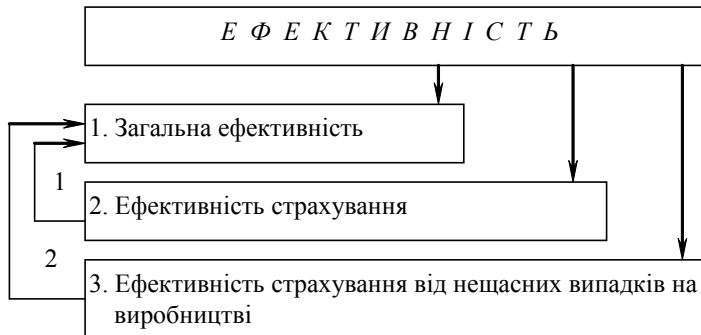 Е Ф Е К Т И В Н І С Т Ь
1. Загальна ефективність
1
2. Ефективність страхування
2
3. Ефективність страхування від нещасних випадків на
виробництві